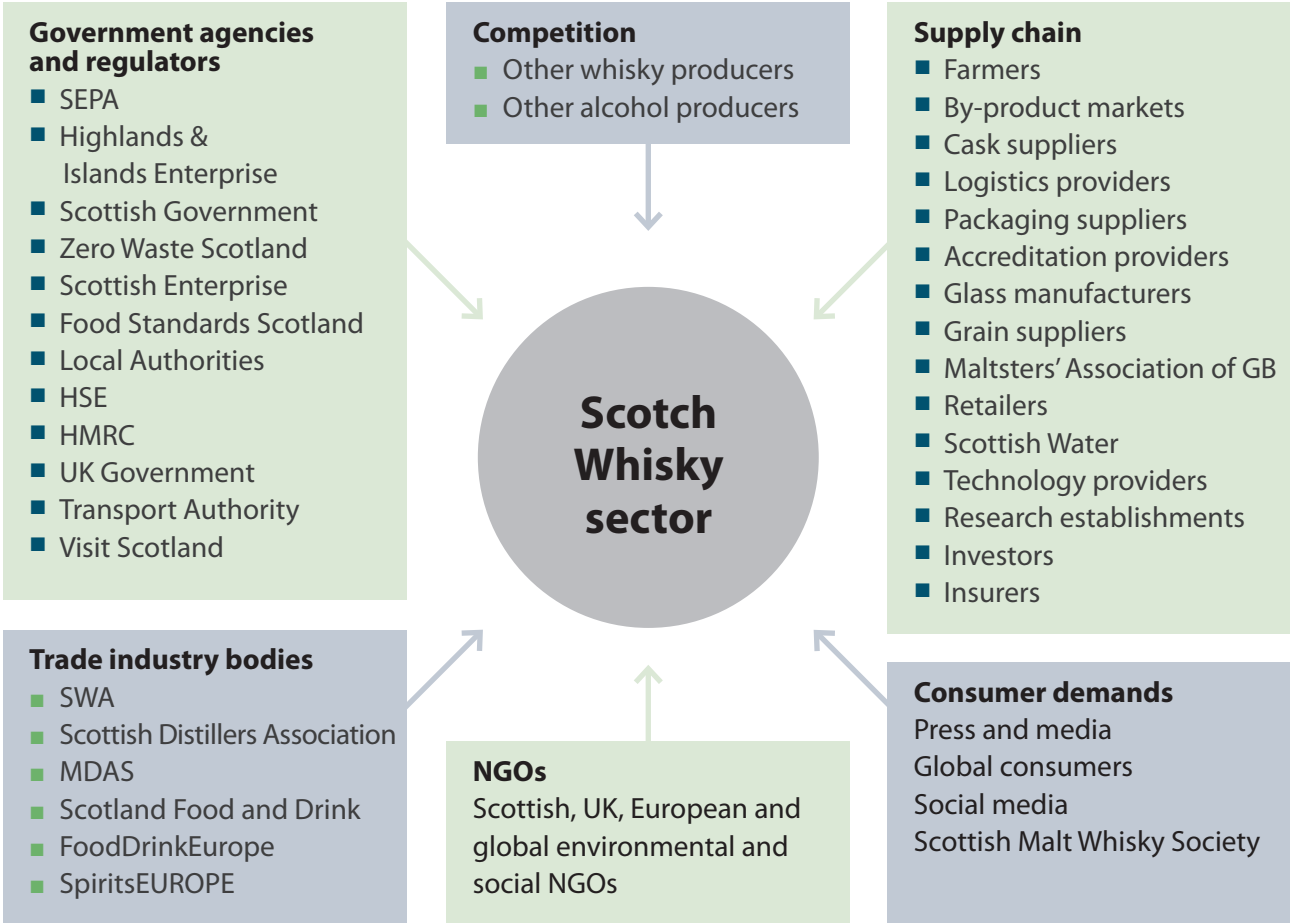 Government agencies
and regulators
SEPA
Highlands &
Islands Enterprise
Scottish Government
Zero Waste Scotland
Scottish Enterprise
Food Standards Scotland
Local Authorities
HSE
HMRC
UK Government
Transport Authority
Visit Scotland
Competition
Other whisky producers
Other alcohol producers
Supply chain
Farmers
By-product markets
Cask suppliers
Logistics providers
Packaging suppliers
Accreditation providers
Glass manufacturers
Grain suppliers
Maltsters’ Association of GB
Retailers
Scottish Water
Technology providers
Research establishments
Investors
Insurers
Scotch
Whisky
sector
Trade industry bodies
SWA
Scottish Distillers Association
MDAS
Scotland Food and Drink
FoodDrinkEurope
SpiritsEUROPE
NGOs
Scottish, UK, European and
global environmental and
social NGOs
Consumer demands
Press and media
Global consumers
Social media
Scottish Malt Whisky Society